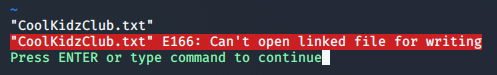 ~
"CoolKidzClub.txt"
"CoolKidzClub.txt" E166: Can't open linked file for writing
Press ENTER or type command to continue